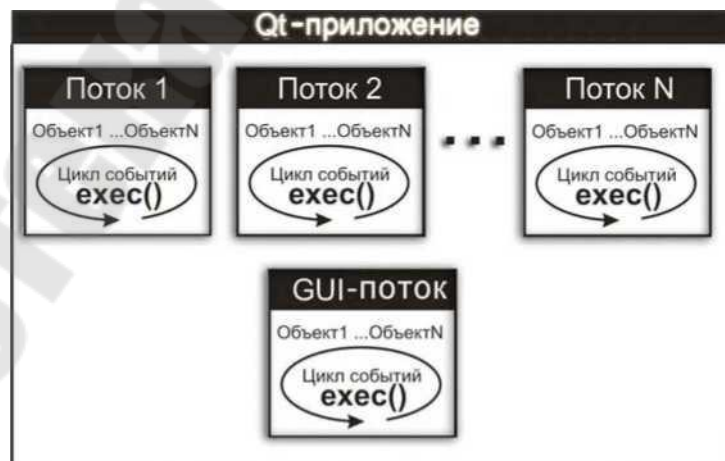 Qt-приложение
Поток 1
Объект1 ...ОбъектN
Цикл событий
exec()
Поток 2
Объект1 ...ОбъектN
Цикл событий
exec()
...
Поток N
Объект1 ...ОбъектN
Цикл событий
exec()
GUI-поток
Объект1 ...ОбъектN
Цикл событий
exec()